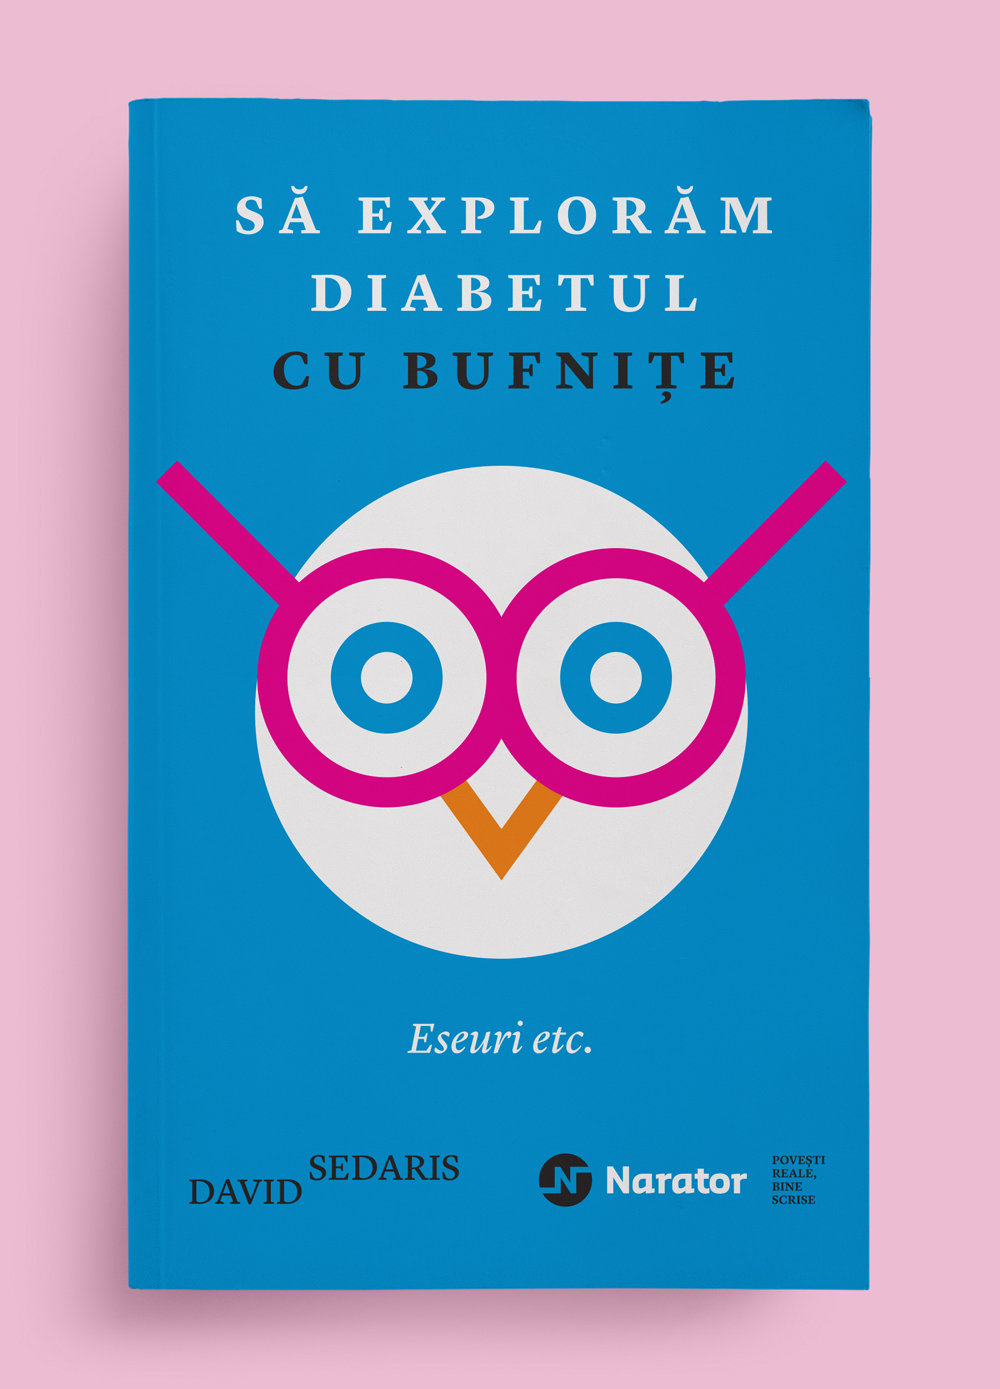 SĂ EXPLORĂM
DIABETUL
CU BUFNIȚE
Eseuri etc.
DAVID SEDARIS
Narator
POVEȘTI
REALE,
BINE
SCRISE